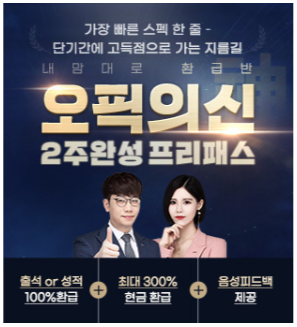 가장 빠른 스펙 한 줄 -
단기간에 고득점으로 가는 지름길
내 맘대로 환급반
오픽의신
2주완성 프리패스
출석 or 성적
100%환급
+
최대 300%
현금 환급
+
음성피드백
제공